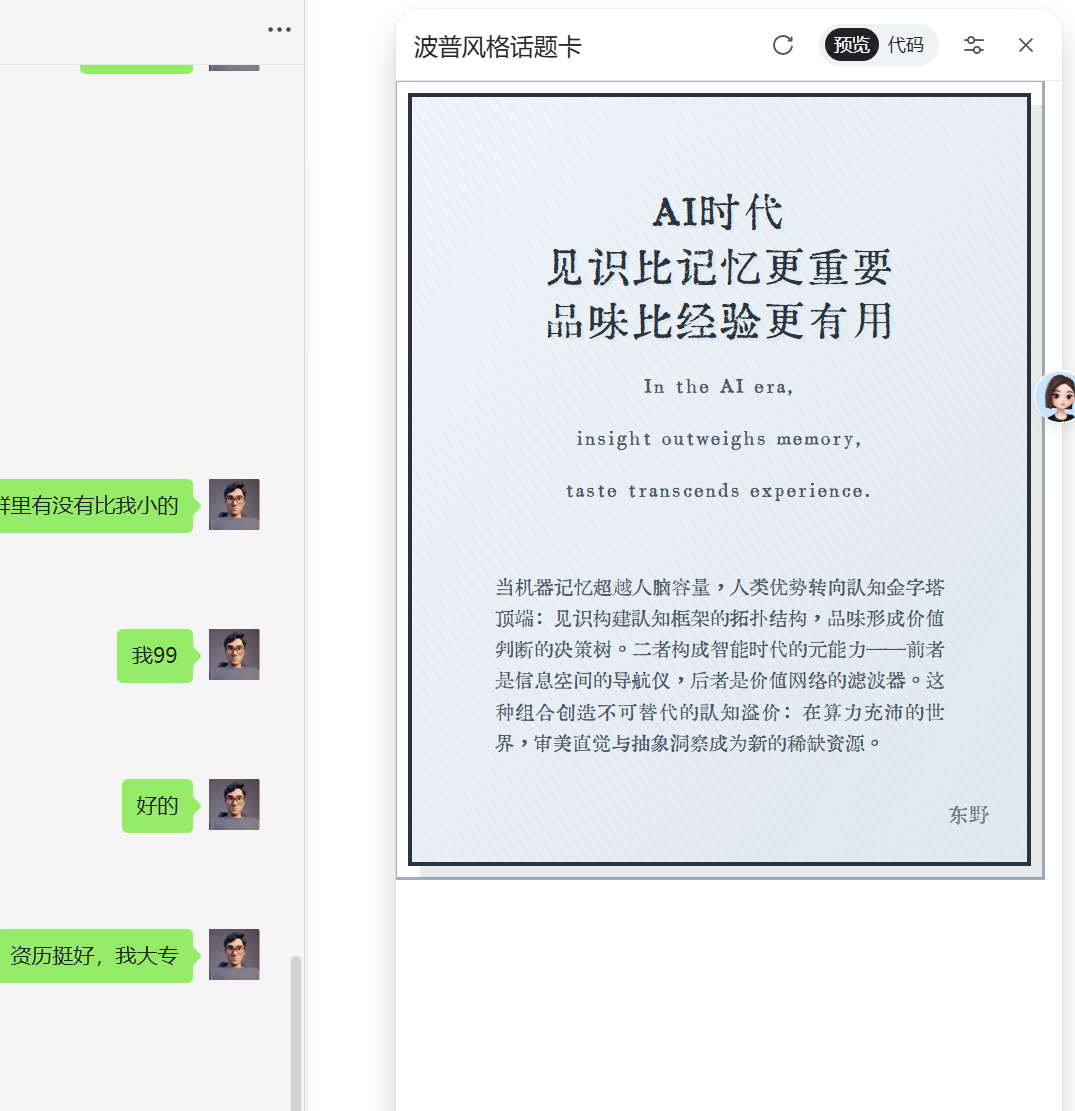 波普风格话题卡
预览 代码
群里有没有比我小的
我99
好的
资历挺好，我大专
AI时代
见识比记忆更重要
品味比经验更有用
In the AI era,
insight outweighs memory,
taste transcends experience.
当机器记忆超越人脑容量，人类优势转向認知金字塔
顶端：见识构建認知框架的拓扑结构，品味形成价值
判断的决策树。二者构成智能时代的元能力——前者
是信息空间的导航仪，后者是价值网络的滤波器。这
种组合创造不可替代的認知溢价：在算力充沛的世
界，审美直觉与抽象洞察成为新的稀缺资源。
东野